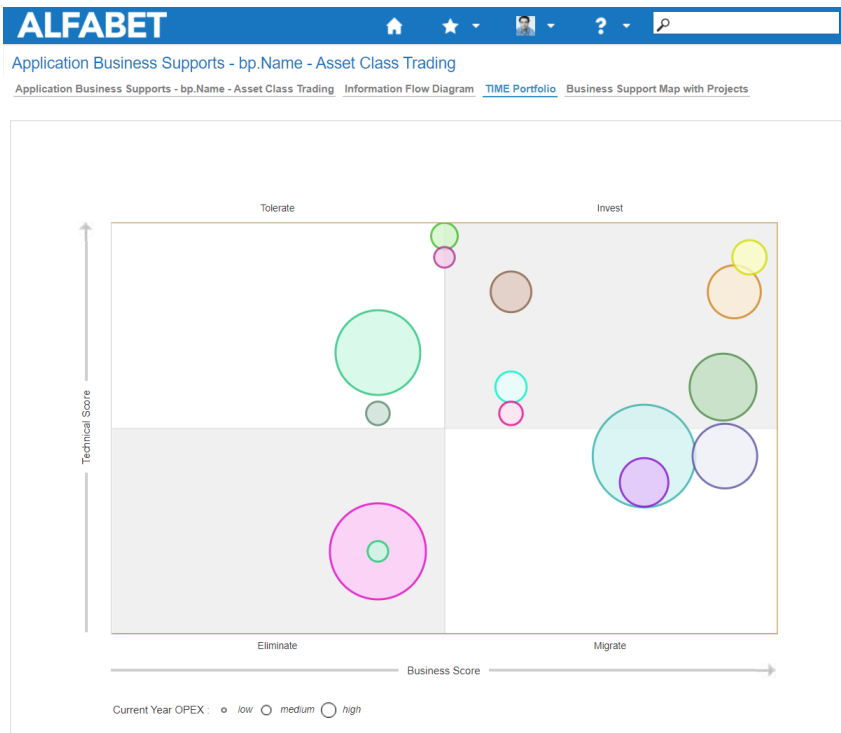 ALFABET
?
Application Business Supports - bp.Name - Asset Class Trading
Application Business Supports - bp.Name - Asset Class Trading Information Flow Diagram TIME Portfolio Business Support Map with Projects
Tolerate Invest
Technical Score
Eliminate Migrate
Business Score
Current Year OPEX : low medium high